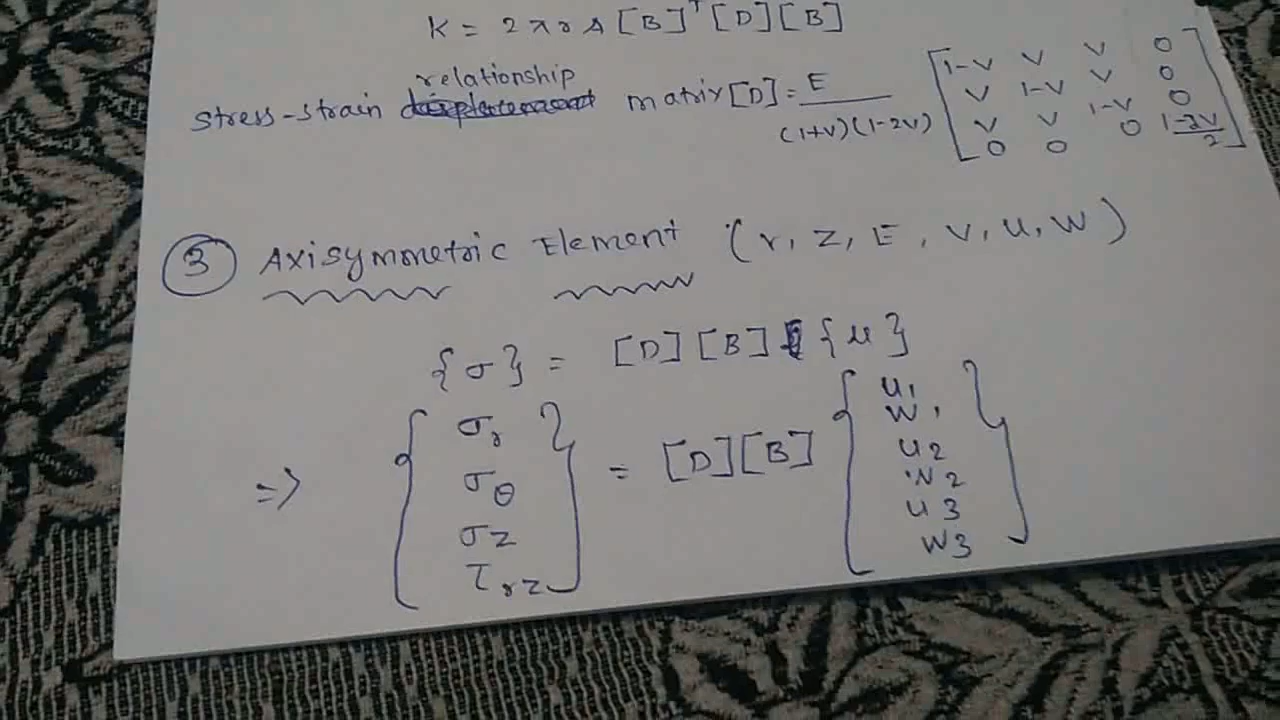 K = 2πrA [B]ᵀ[D][B]
relationship
stress-strain matrix [D] = E / (1+v)(1-2v) [1-v v v 0
v 1-v v 0
v v 1-v 0
0 0 0 1-2v/2]
③ Axisymmetric Element (r, z, E, v, u, w)
{σ} = [D][B] {u}
=> {σr σθ σz τrz} = [D][B] {u1
w1
u2
w2
u3
w3}